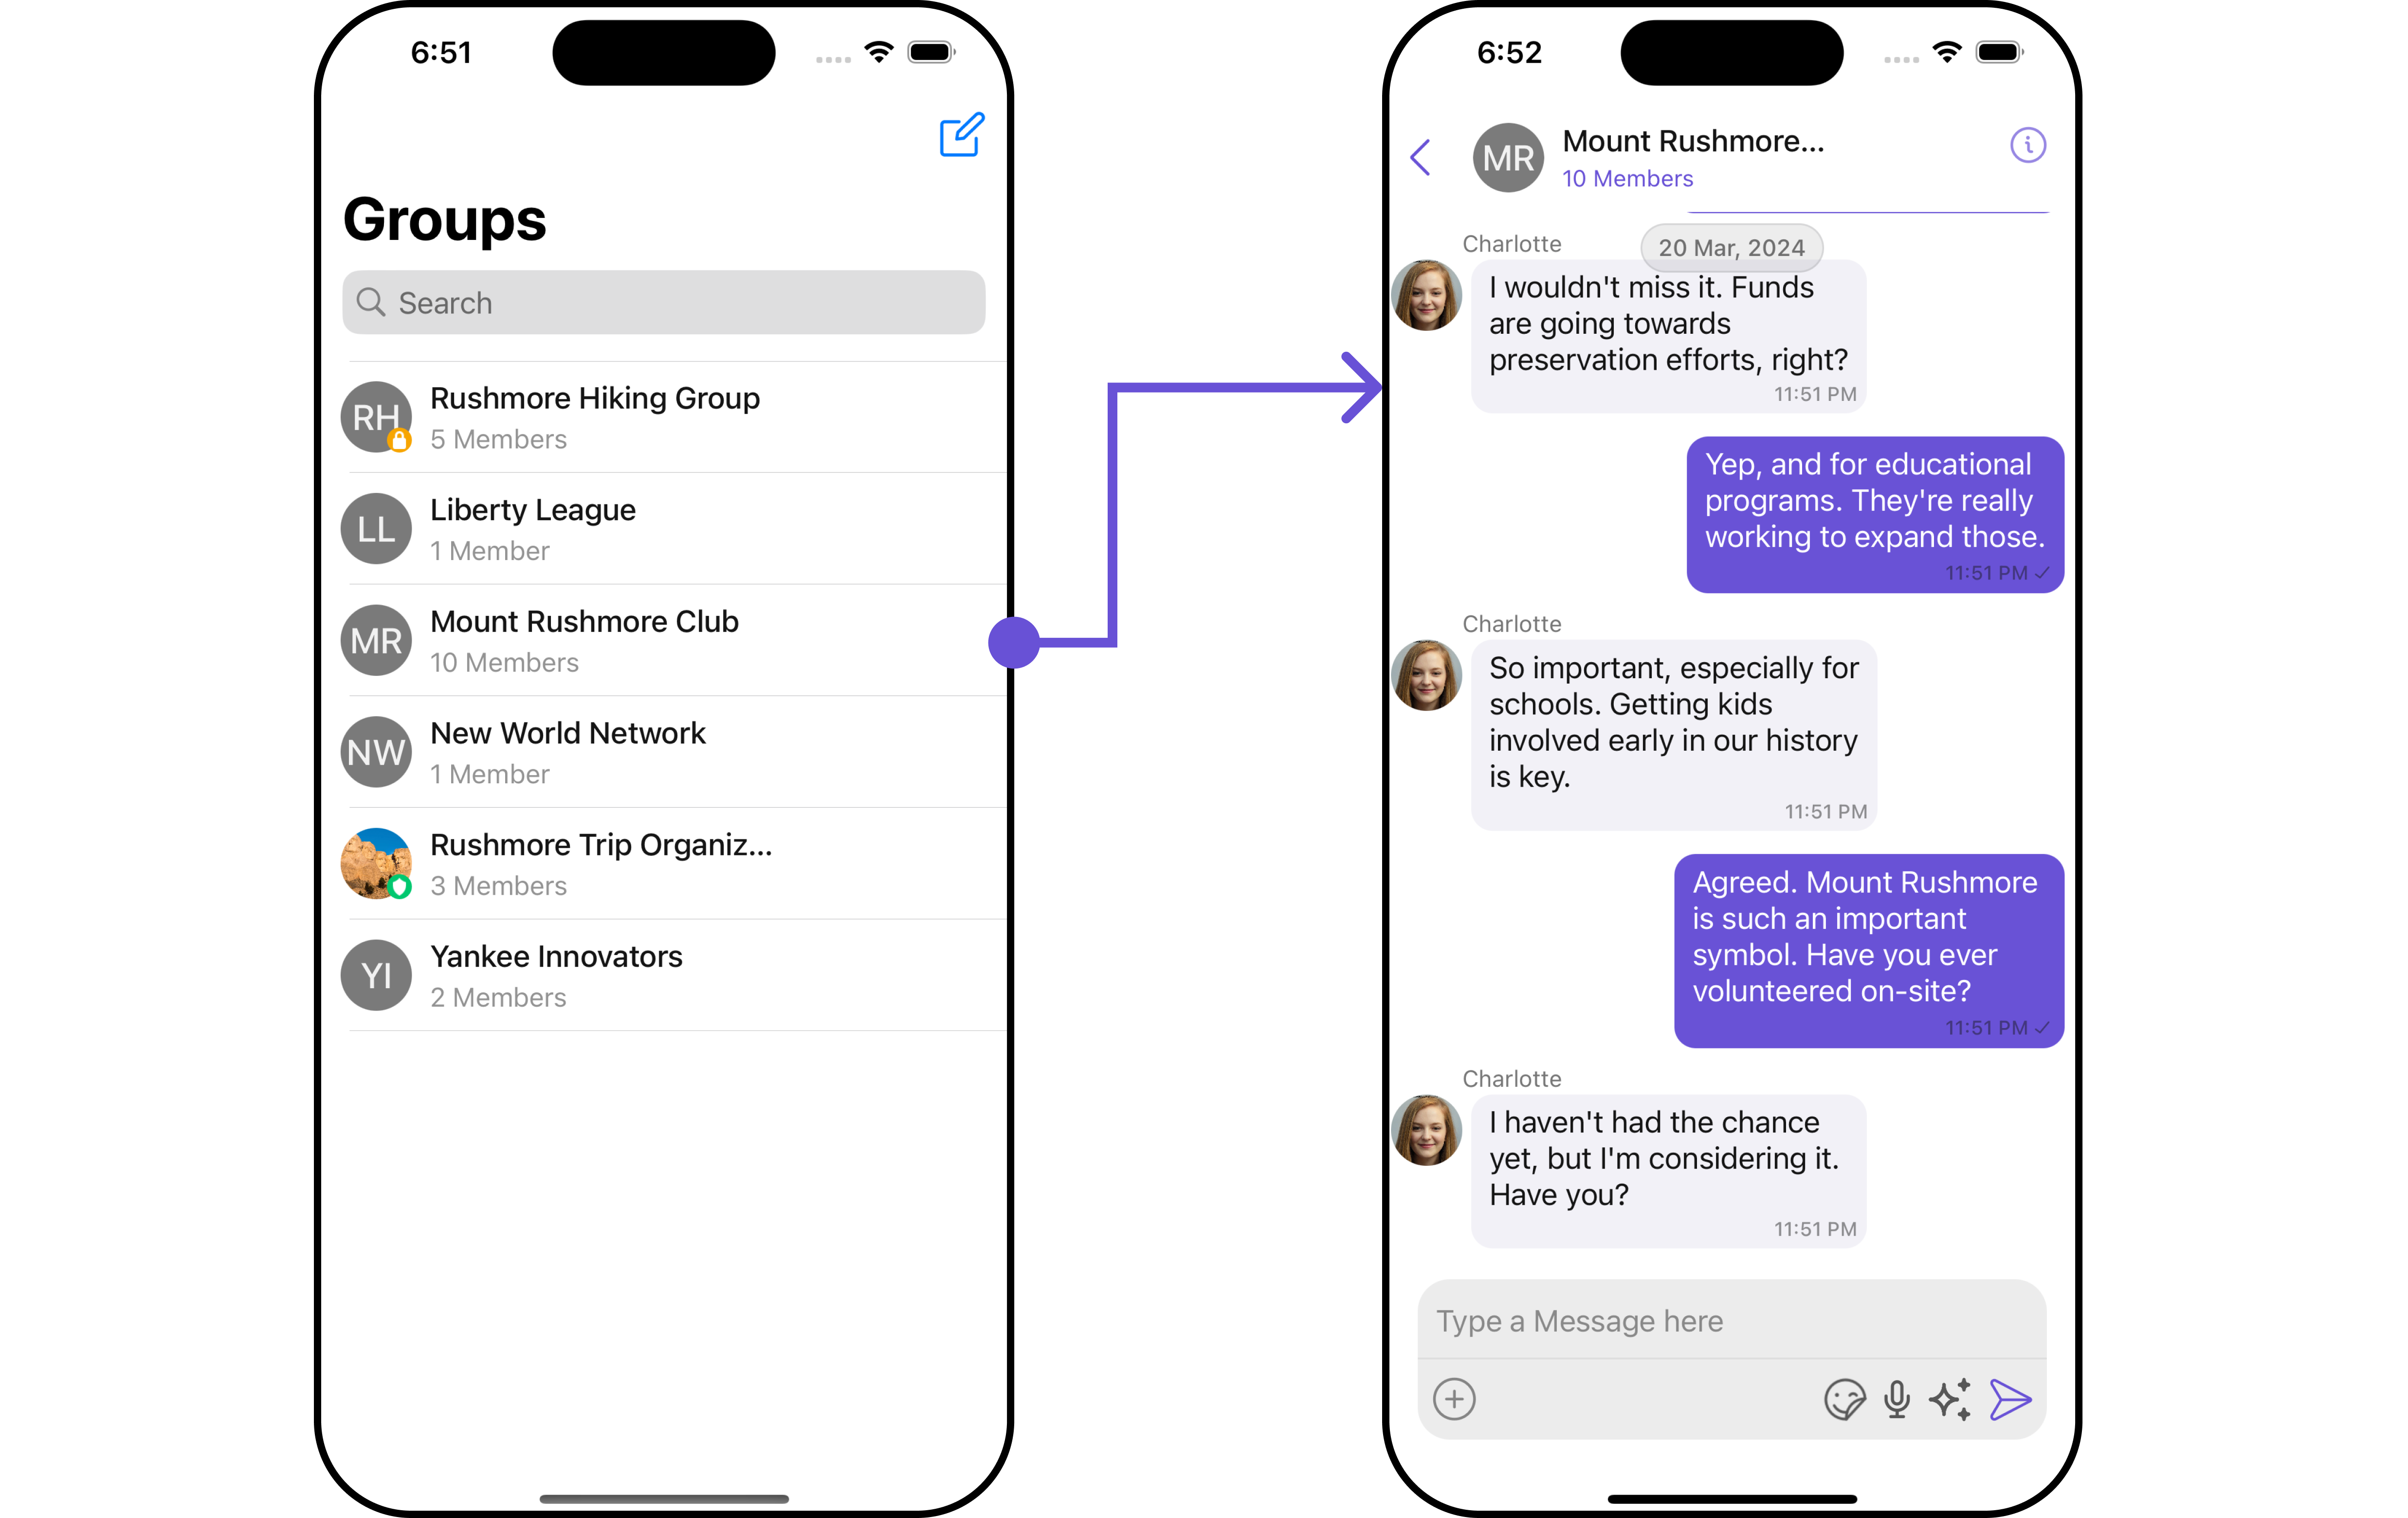 6:51
Groups
Search
RH
Rushmore Hiking Group
5 Members
LL
Liberty League
1 Member
MR
Mount Rushmore Club
10 Members
NW
New World Network
1 Member
Rushmore Trip Organiz...
3 Members
YI
Yankee Innovators
2 Members
6:52
MR
Mount Rushmore...
10 Members
Charlotte
20 Mar, 2024
I wouldn't miss it. Funds
are going towards
preservation efforts, right?
11:51 PM
Yep, and for educational
programs. They're really
working to expand those.
11:51 PM
Charlotte
So important, especially for
schools. Getting kids
involved early in our history
is key.
11:51 PM
Agreed. Mount Rushmore
is such an important
symbol. Have you ever
volunteered on-site?
11:51 PM
Charlotte
I haven't had the chance
yet, but I'm considering it.
Have you?
11:51 PM
Type a Message here